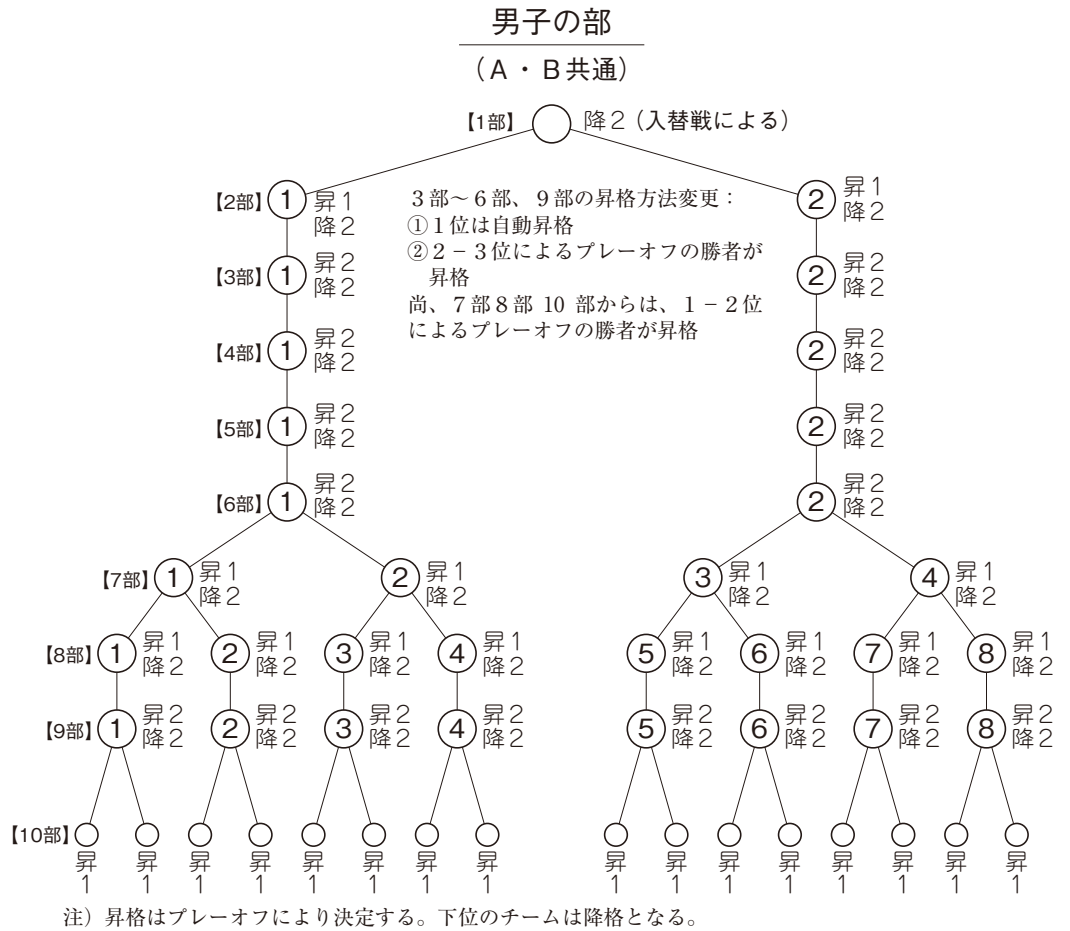 男子の部
（A・B共通）
【1部】 降2（入替戦による）
【2部】 1 昇1 降2 2 昇1 降2
3部～6部、9部の昇格方法変更：
①1位は自動昇格
②2－3位によるプレーオフの勝者が
昇格
尚、7部8部 10 部からは、1－2位
によるプレーオフの勝者が昇格
【3部】 1 昇2 降2 2 昇2 降2
【4部】 1 昇2 降2 2 昇2 降2
【5部】 1 昇2 降2 2 昇2 降2
【6部】 1 昇2 降2 2 昇2 降2
【7部】 1 昇1 降2 2 昇1 降2 3 昇1 降2 4 昇1 降2
【8部】 1 昇1 降2 2 昇1 降2 3 昇1 降2 4 昇1 降2 5 昇1 降2 6 昇1 降2 7 昇1 降2 8 昇1 降2
【9部】 1 昇2 降2 2 昇2 降2 3 昇2 降2 4 昇2 降2 5 昇2 降2 6 昇2 降2 7 昇2 降2 8 昇2 降2
【10部】
昇1 昇1 昇1 昇1 昇1 昇1 昇1 昇1 昇1 昇1 昇1 昇1 昇1 昇1 昇1 昇1
注）昇格はプレーオフにより決定する。下位のチームは降格となる。